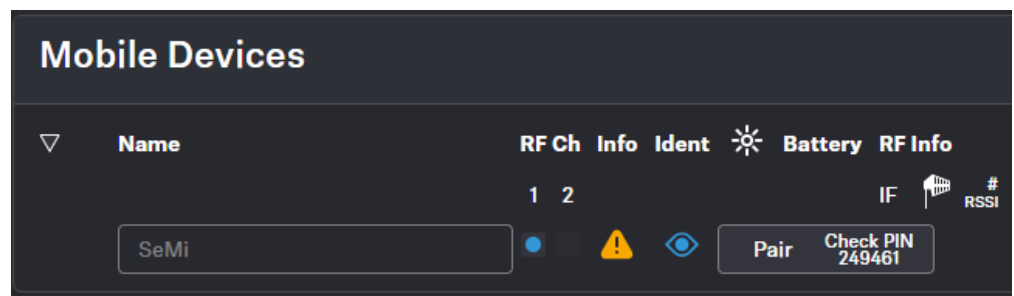 Mobile Devices
Name RF Ch Info Ident Battery RF Info
1 2 IF # RSSI
SeMi Pair Check PIN 249461